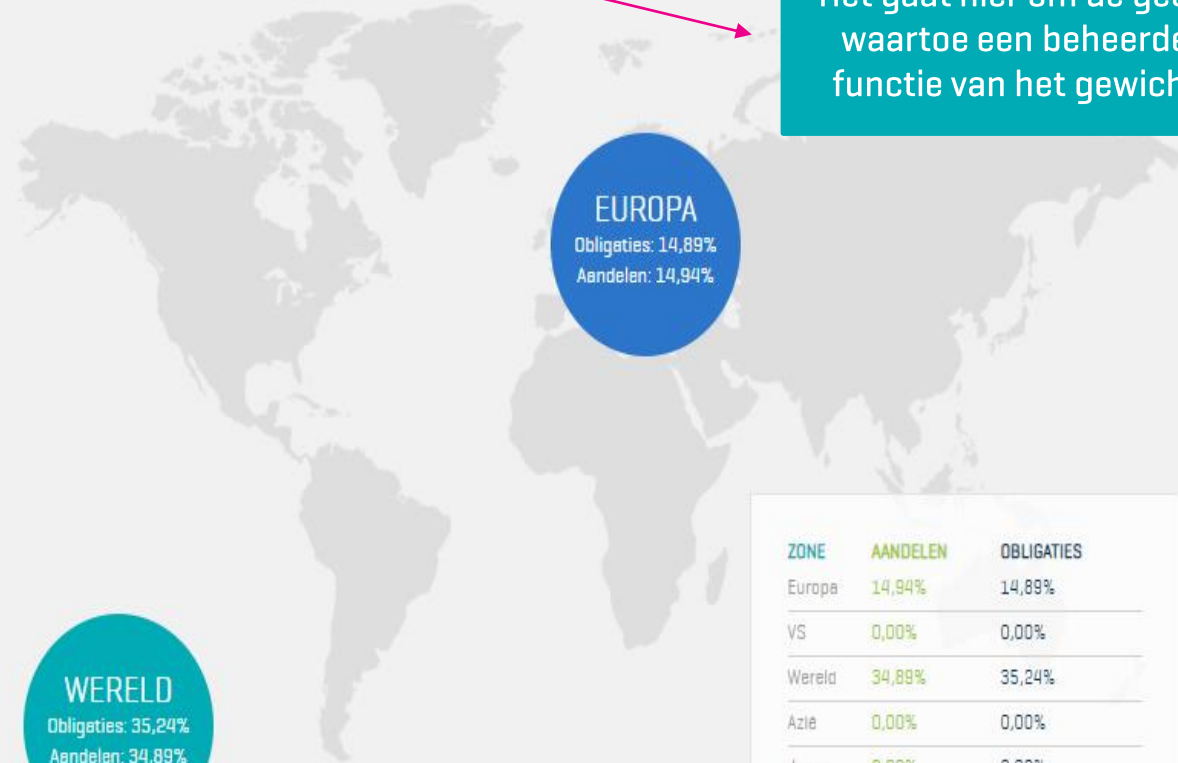 waartoe een
functie van het
EUROPA
Obligaties: 14,89%
Aandelen: 14,94%
ZONE AANDELEN OBLIGATIES
Europa 14,94% 14,89%
VS 0,00% 0,00%
Wereld 34,89% 35,24%
Azië 0,00% 0,00%
WERELD
Obligaties: 35,24%
Aandelen: 34,89%